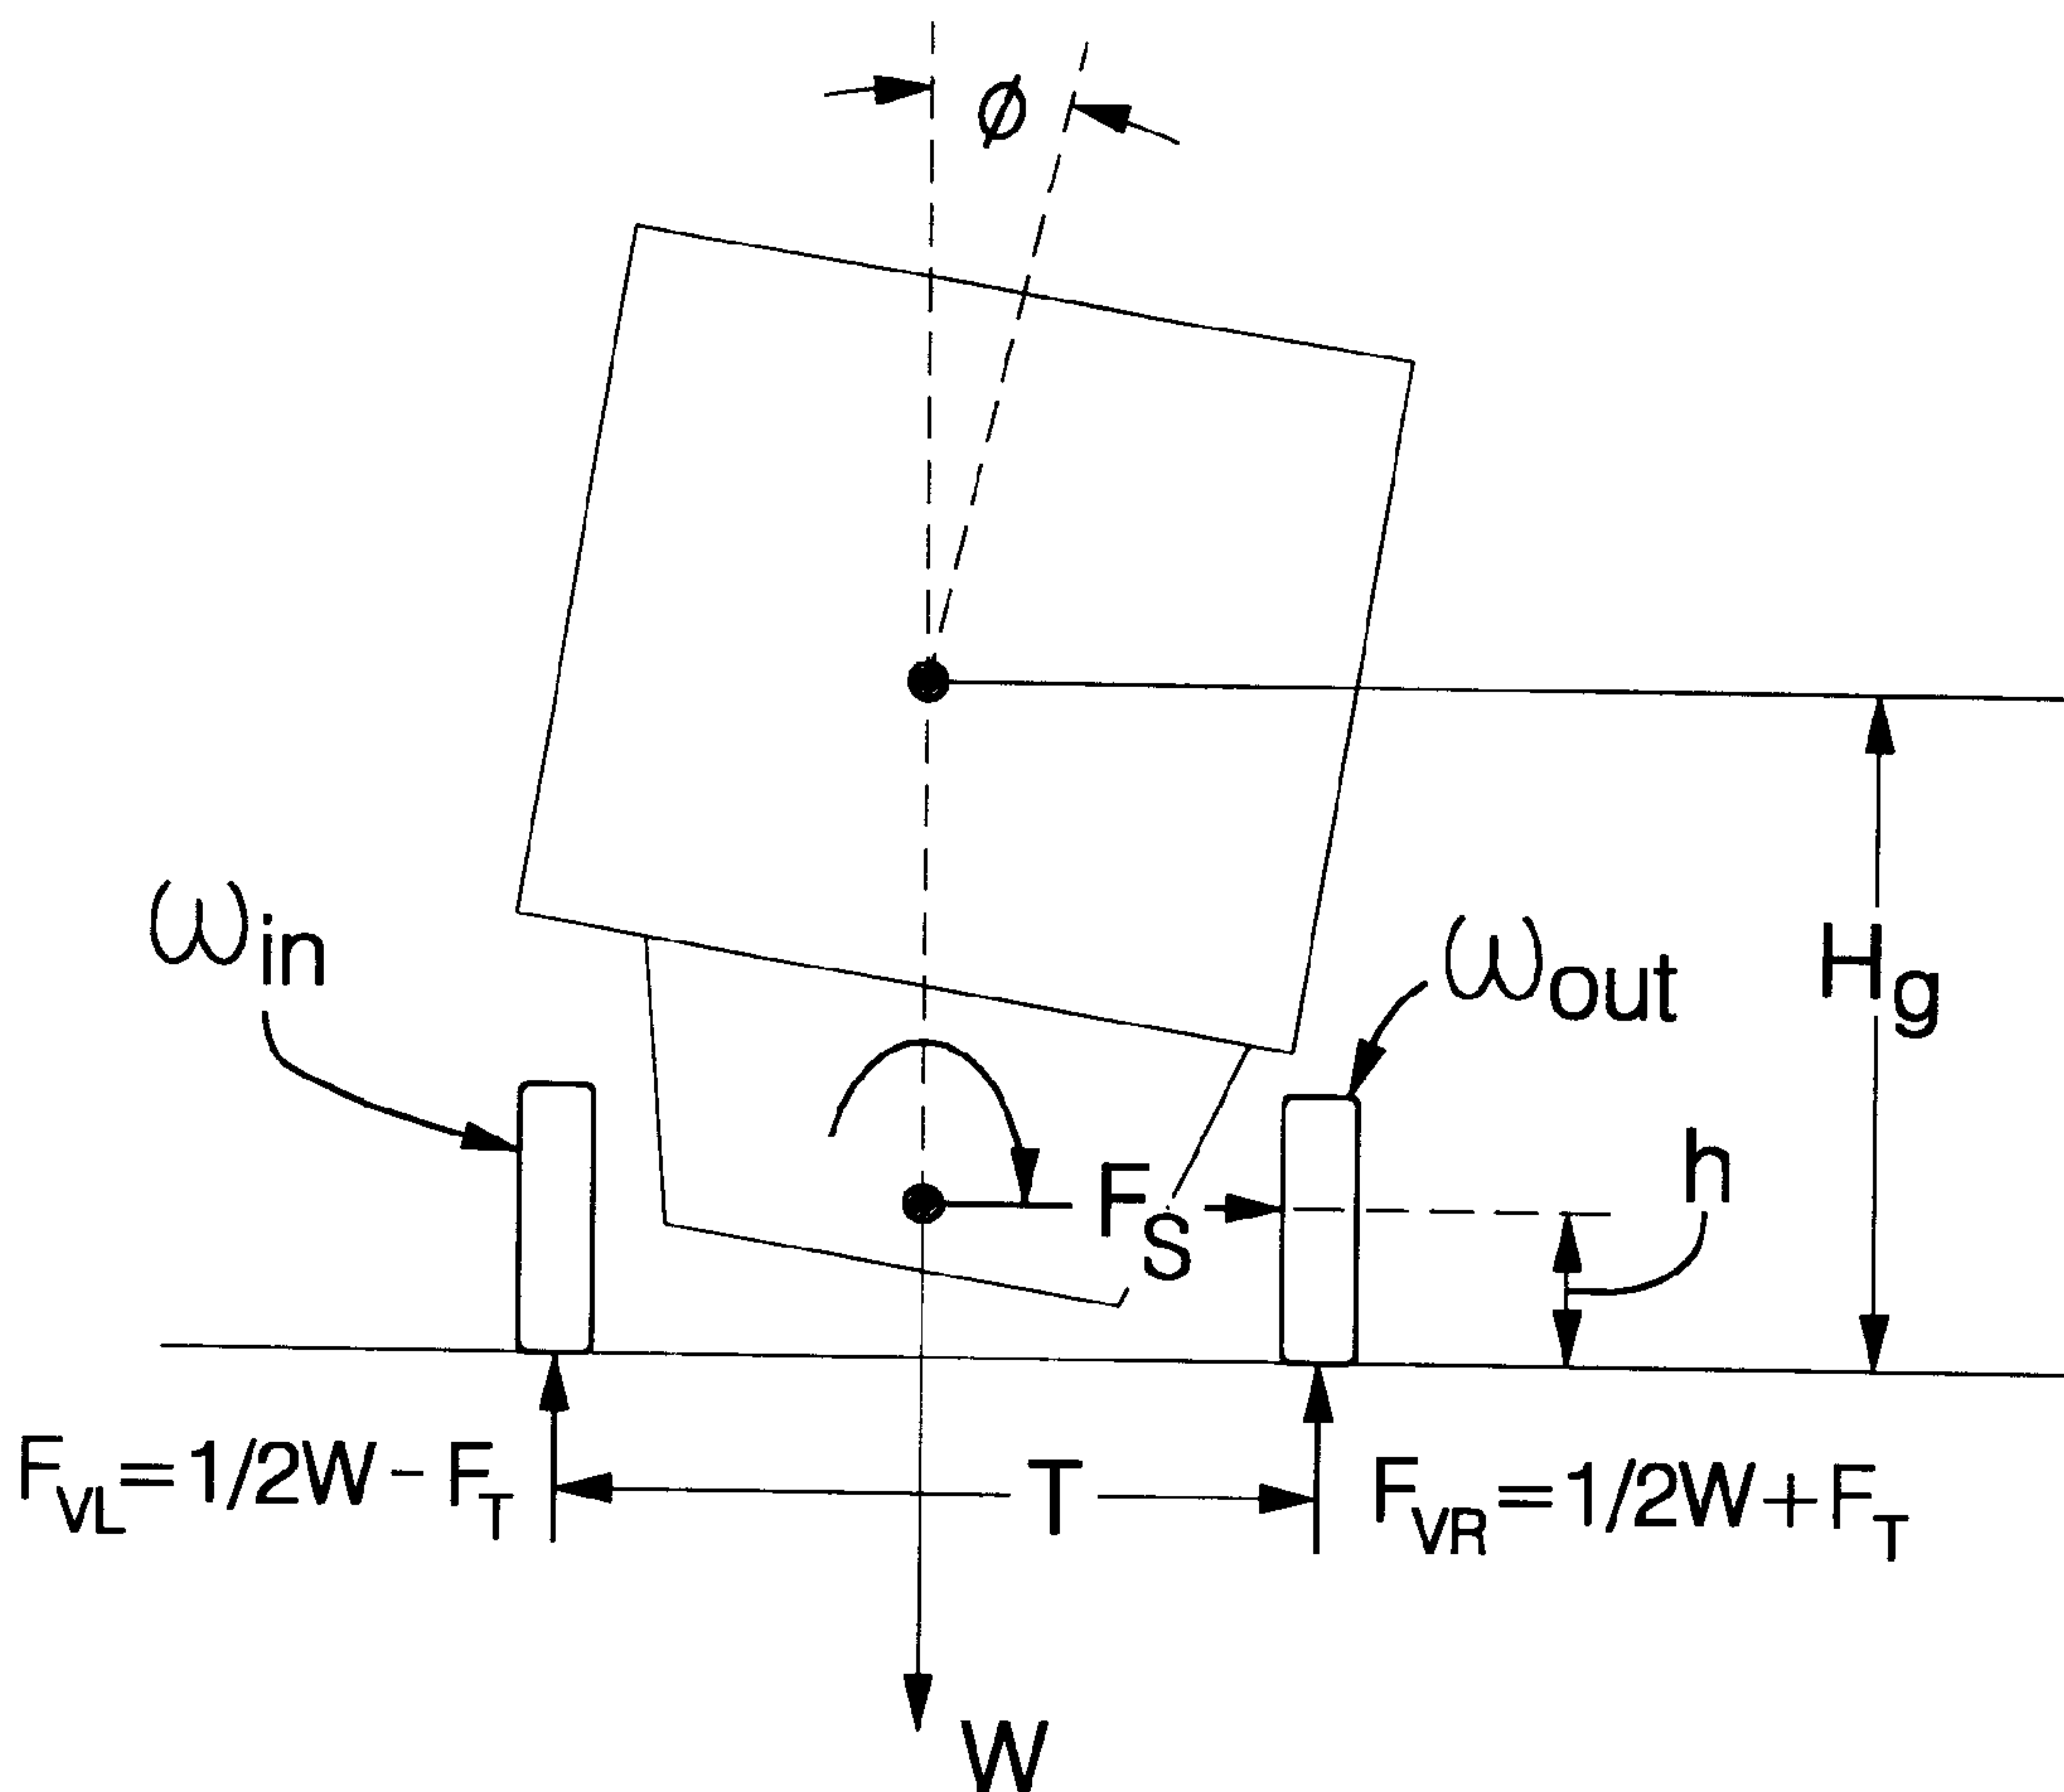 ϕ
ω_in
ω_out
H_g
F_S
h
F_VL=1/2W-F_T
T
F_VR=1/2W+F_T
W